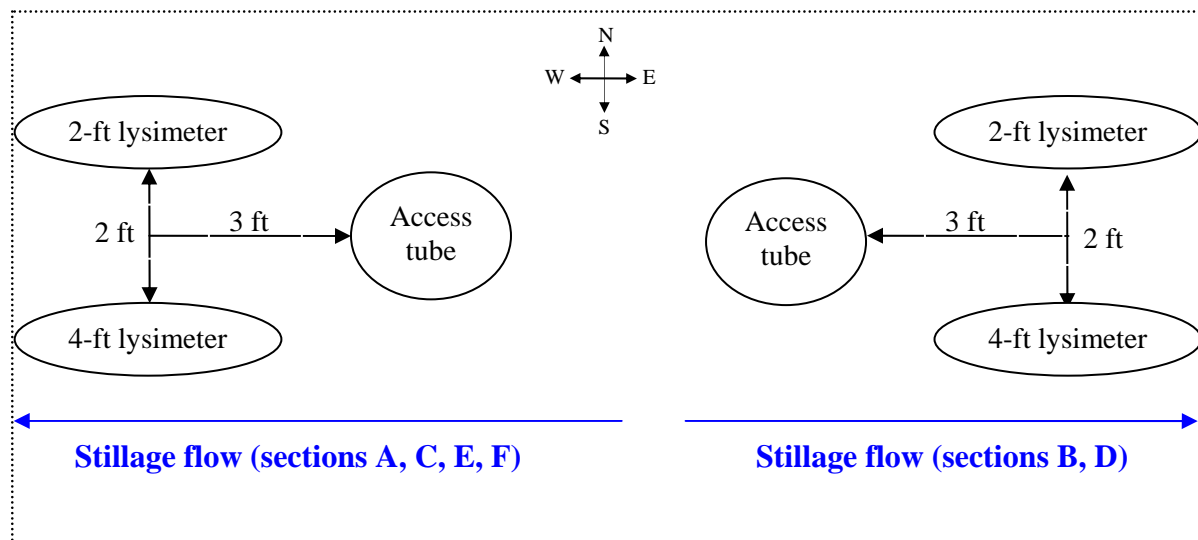 N
W E
S
2-ft lysimeter
2 ft
3 ft
Access
tube
4-ft lysimeter
Stillage flow (sections A, C, E, F)
2-ft lysimeter
Access
tube
3 ft
2 ft
4-ft lysimeter
Stillage flow (sections B, D)